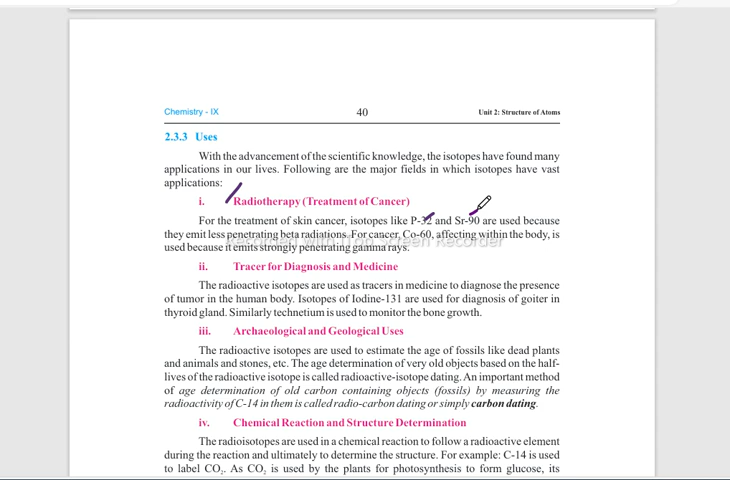 Chemistry - IX 40 Unit 2: Structure of Atoms
2.3.3 Uses
With the advancement of the scientific knowledge, the isotopes have found many
applications in our lives. Following are the major fields in which isotopes have vast
applications:
i. Radiotherapy (Treatment of Cancer)
For the treatment of skin cancer, isotopes like P-32 and Sr-90 are used because
they emit less penetrating beta radiations. For cancer, Co-60, affecting within the body, is
Recorded with iTop Screen Recorder
used because it emits strongly penetrating gamma rays.
ii. Tracer for Diagnosis and Medicine
The radioactive isotopes are used as tracers in medicine to diagnose the presence
of tumor in the human body. Isotopes of Iodine-131 are used for diagnosis of goiter in
thyroid gland. Similarly technetium is used to monitor the bone growth.
iii. Archaeological and Geological Uses
The radioactive isotopes are used to estimate the age of fossils like dead plants
and animals and stones, etc. The age determination of very old objects based on the half-
lives of the radioactive isotope is called radioactive-isotope dating. An important method
of age determination of old carbon containing objects (fossils) by measuring the
radioactivity of C-14 in them is called radio-carbon dating or simply carbon dating.
iv. Chemical Reaction and Structure Determination
The radioisotopes are used in a chemical reaction to follow a radioactive element
during the reaction and ultimately to determine the structure. For example: C-14 is used
to label CO₂. As CO₂ is used by the plants for photosynthesis to form glucose, its